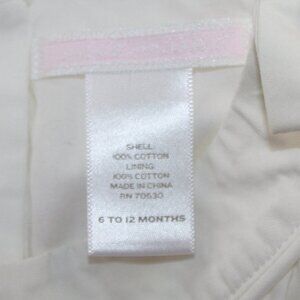 SHELL
100% COTTON
LINING
100% COTTON
MADE IN CHINA
RN 70630
6 TO 12 MONTHS